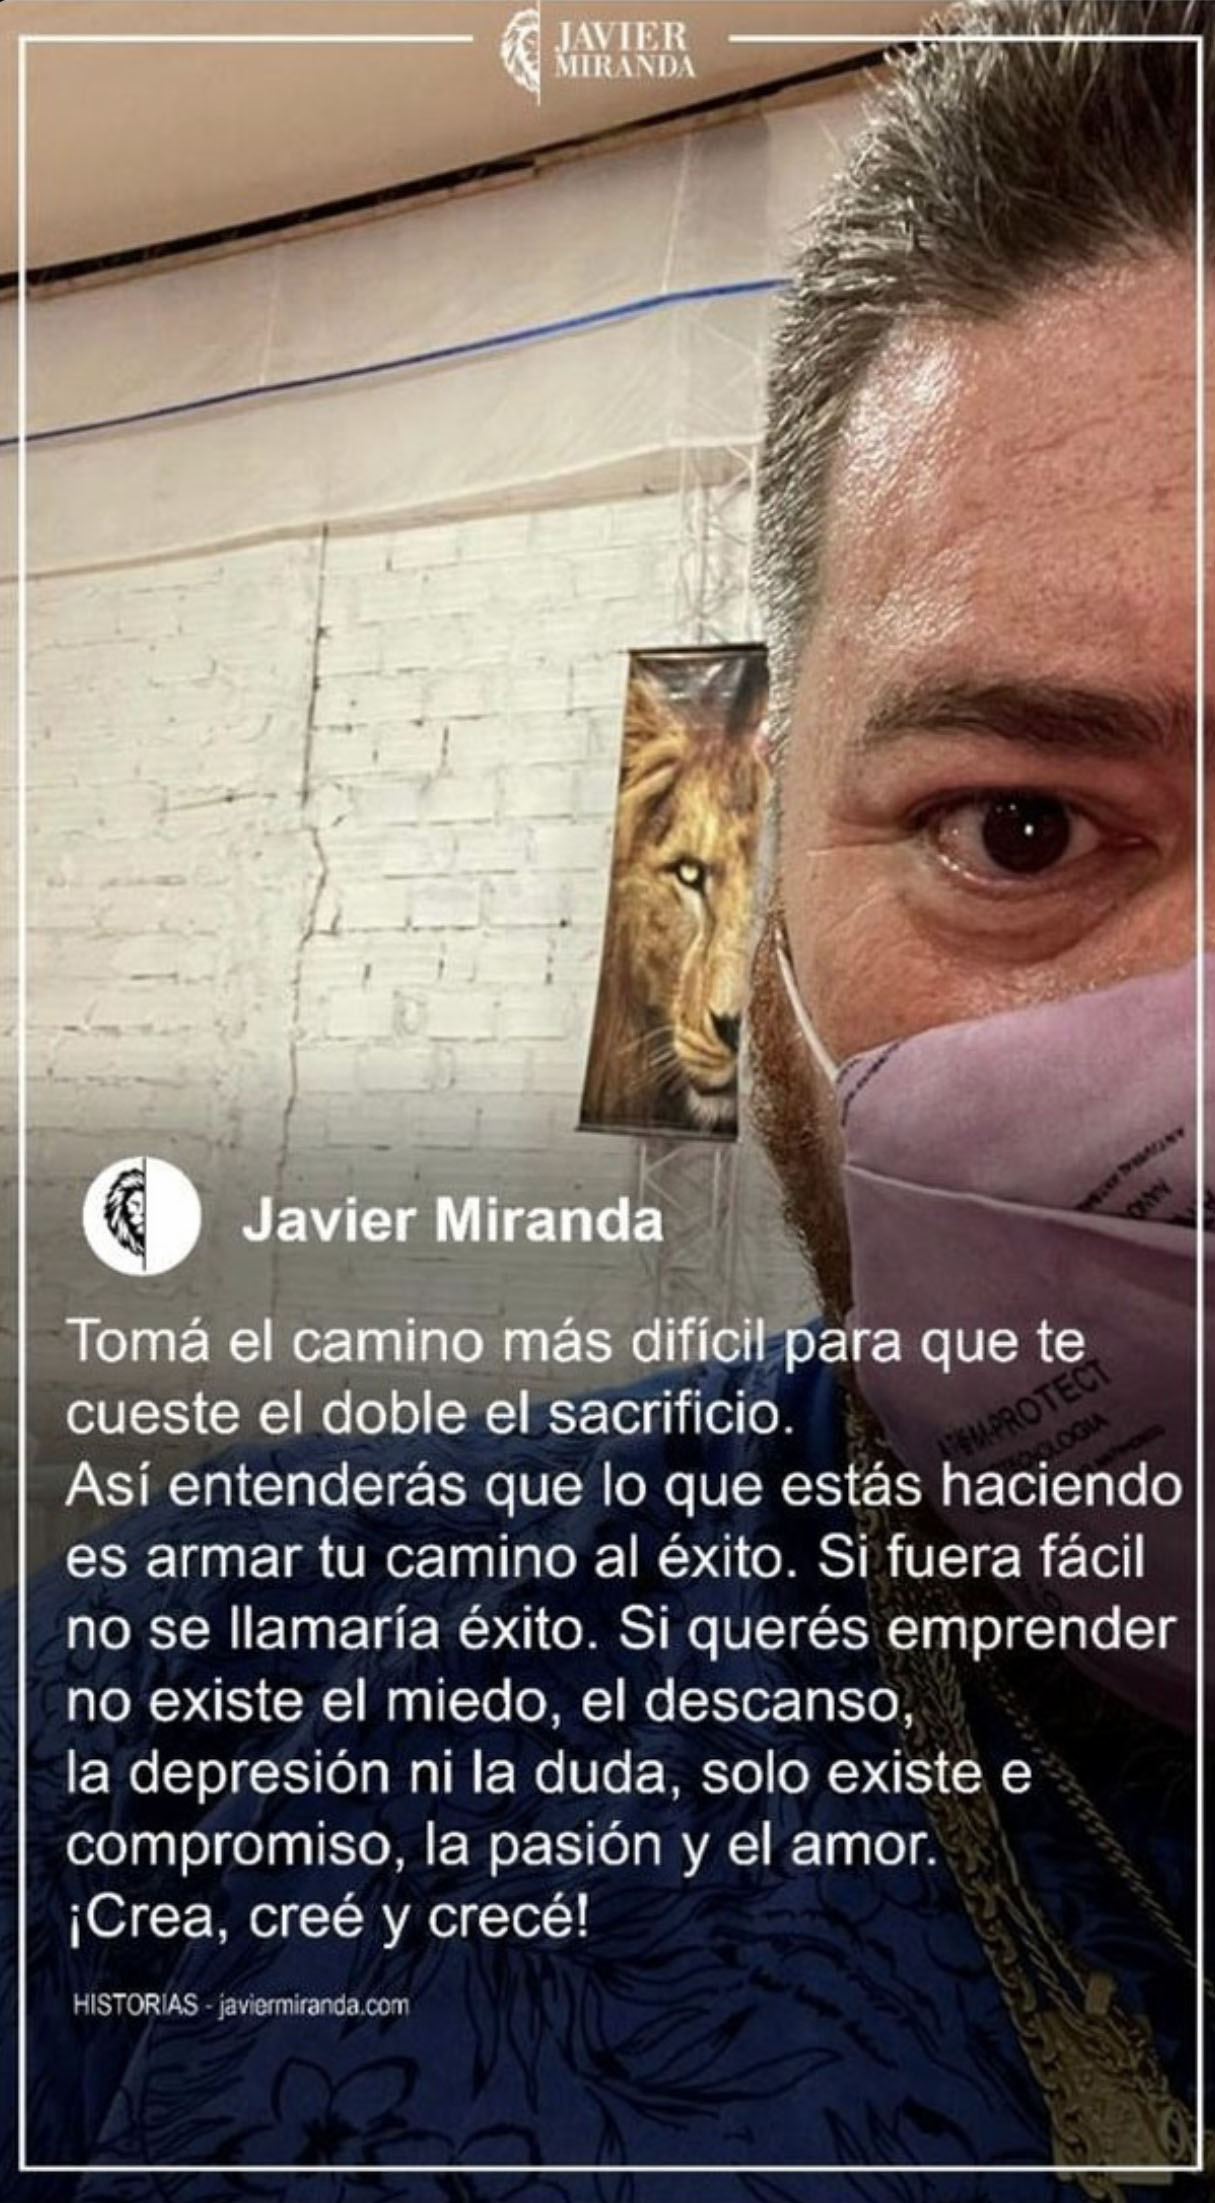 JAVIER
MIRANDA
Javier Miranda
Tomá el camino más difícil para que te
cueste el doble el sacrificio.
Así entenderás que lo que estás haciendo
es armar tu camino al éxito. Si fuera fácil
no se llamaría éxito. Si querés emprender
no existe el miedo, el descanso,
la depresión ni la duda, solo existe e
compromiso, la pasión y el amor.
¡Crea, creé y crecé!
HISTORIAS - javiermiranda.com